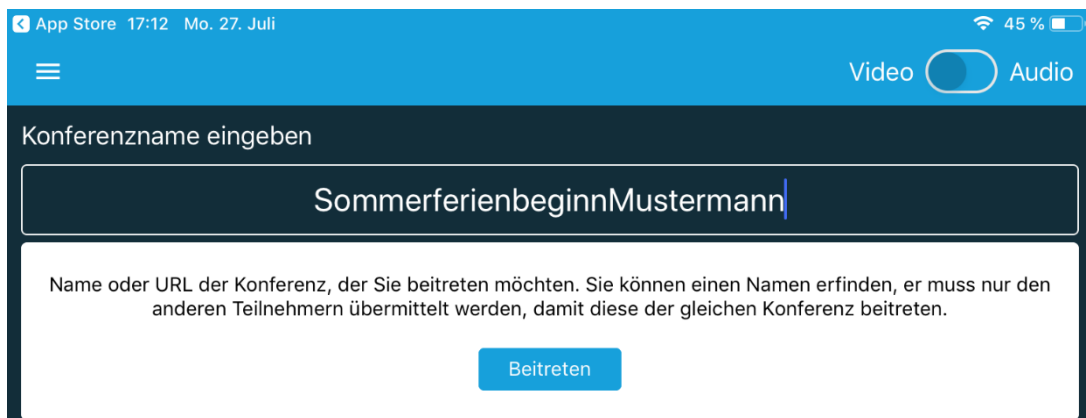 App Store 17:12 Mo. 27. Juli 45 %
Video Audio
Konferenzname eingeben
SommerferienbeginnMustermann
Name oder URL der Konferenz, der Sie beitreten möchten. Sie können einen Namen erfinden, er muss nur den
anderen Teilnehmern übermittelt werden, damit diese der gleichen Konferenz beitreten.
Beitreten